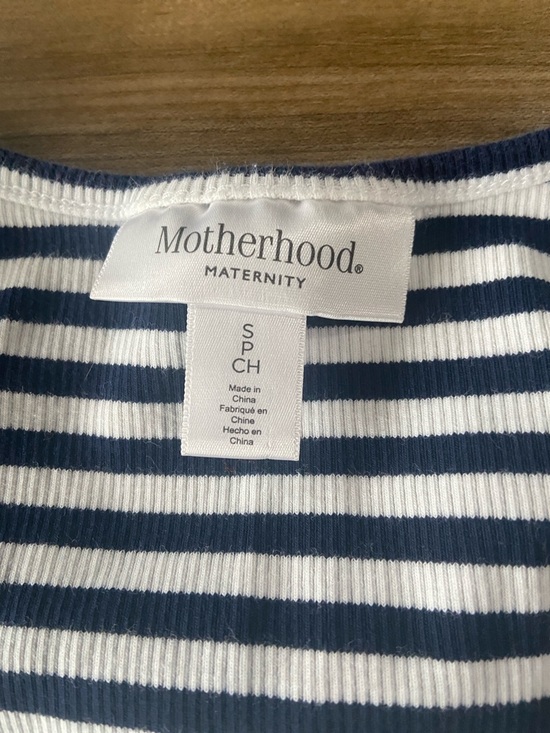 Motherhood®
MATERNITY
S
P
CH
Made in
China
Fabriqué en
Chine
Hecho en
China